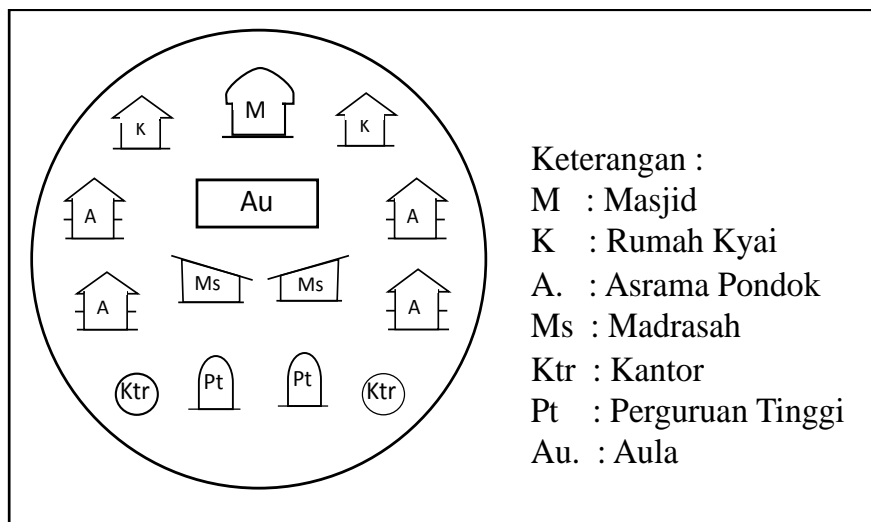 M
K K
Au
A A
Ms Ms
A A
Ktr Pt Pt Ktr
Keterangan :
M : Masjid
K : Rumah Kyai
A. : Asrama Pondok
Ms : Madrasah
Ktr : Kantor
Pt : Perguruan Tinggi
Au. : Aula